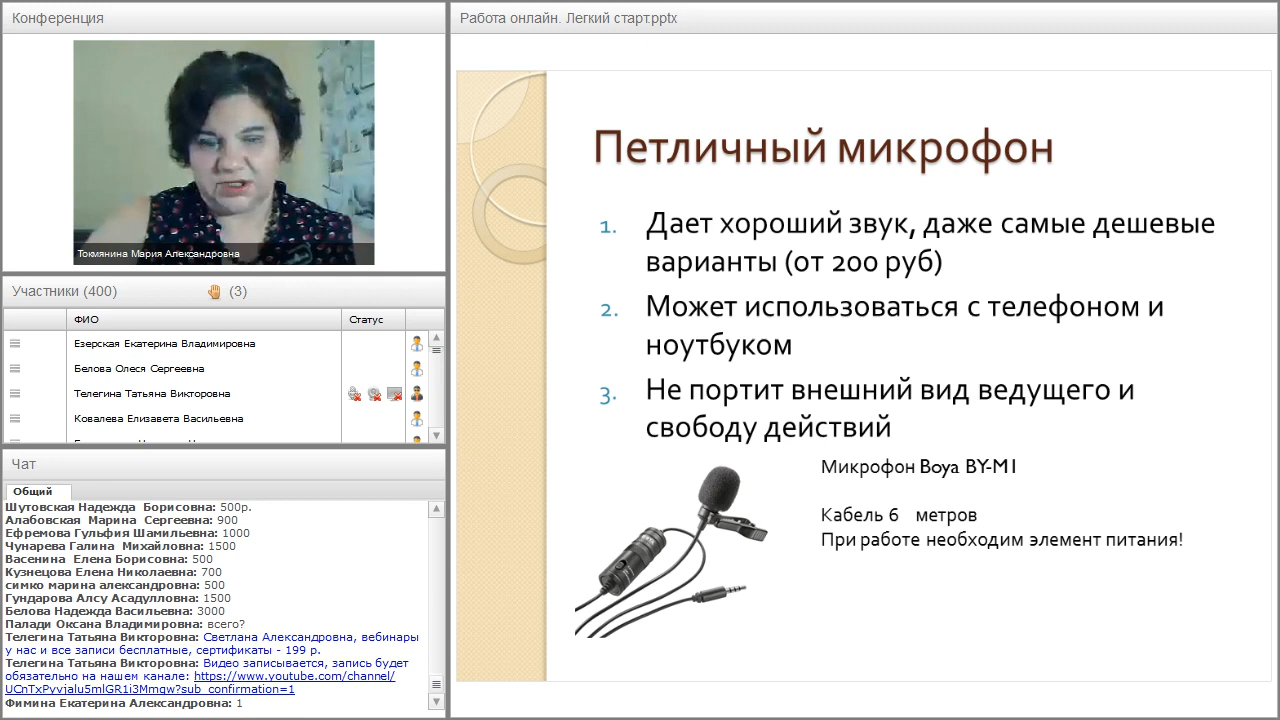 Конференция
Токмянина Мария Александровна
Участники (400)
(3)
ФИО
Статус
Езерская Екатерина Владимировна
Белова Олеся Сергеевна
Телегина Татьяна Викторовна
Ковалева Елизавета Васильевна
Чат
Общий
Шутовская Надежда Борисовна: 500р.
Алабовская Марина Сергеевна: 900
Ефремова Гульфия Шамильевна: 1000
Чунарева Галина Михайловна: 1500
Васенина Елена Борисовна: 500
Кузнецова Елена Николаевна: 700
симко марина александровна: 500
Гундарова Алсу Асадулловна: 1500
Белова Надежда Васильевна: 3000
Палади Оксана Владимировна: всего?
Телегина Татьяна Викторовна: Светлана Александровна, вебинары
у нас и все записи бесплатные, сертификаты - 199 р.
Телегина Татьяна Викторовна: Видео записывается, запись будет
обязательно на нашем канале: https://www.youtube.com/channel/
UCnTxPyvjalu5mlGR1i3Mmqw?sub_confirmation=1
Фимина Екатерина Александровна: 1
Работа онлайн. Легкий старт.pptx
Петличный микрофон
1. Дает хороший звук, даже самые дешевые
варианты (от 200 руб)
2. Может использоваться с телефоном и
ноутбуком
3. Не портит внешний вид ведущего и
свободу действий
Микрофон Boya BY-M1
Кабель 6 метров
При работе необходим элемент питания!